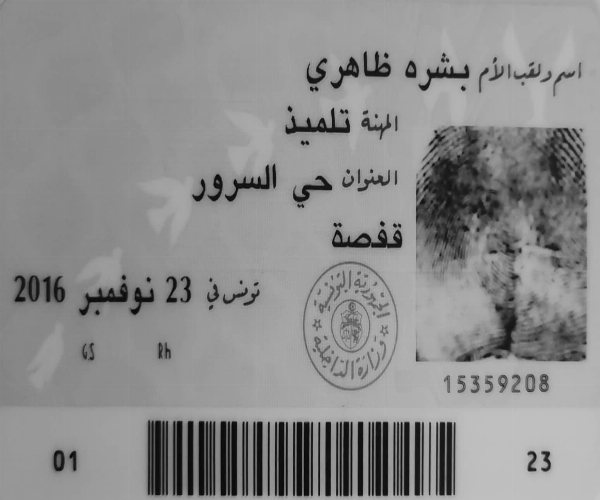 اسم ولقب الأم بشره ظاهري
المهنة تلميذ
العنوان حي السرور
قفصة
تونس في 23 نوفمبر 2016
GS Rh
الجمهورية التونسية
وزارة الداخلية
15359208
01 23